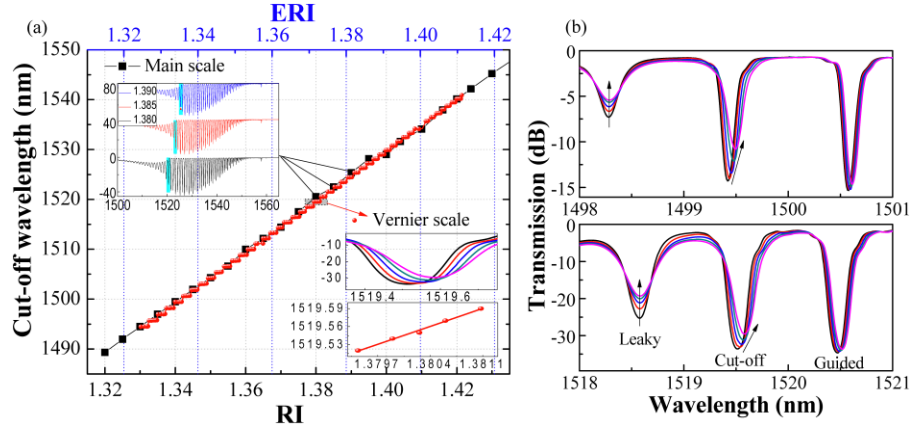 (a)
ERI
1.32 1.34 1.36 1.38 1.40 1.42
Cut-off wavelength (nm)
1550
1540
1530
1520
1510
1500
1490
Main scale
80
40
0
0
-40
1.390
1.385
1.380
1500 1520 1540 1560
Vernier scale
-10
-20
-30
1519.4 1519.6
1519.59
1519.56
1519.53
1.3797 1.3804 1.3811
1.32 1.34 1.36 1.38 1.40 1.42
RI
(b)
Transmission (dB)
0
-5
-10
-15
1498 1499 1500 1501
0
-10
-20
-30
Leaky
Cut-off
Guided
1518 1519 1520 1521
Wavelength (nm)